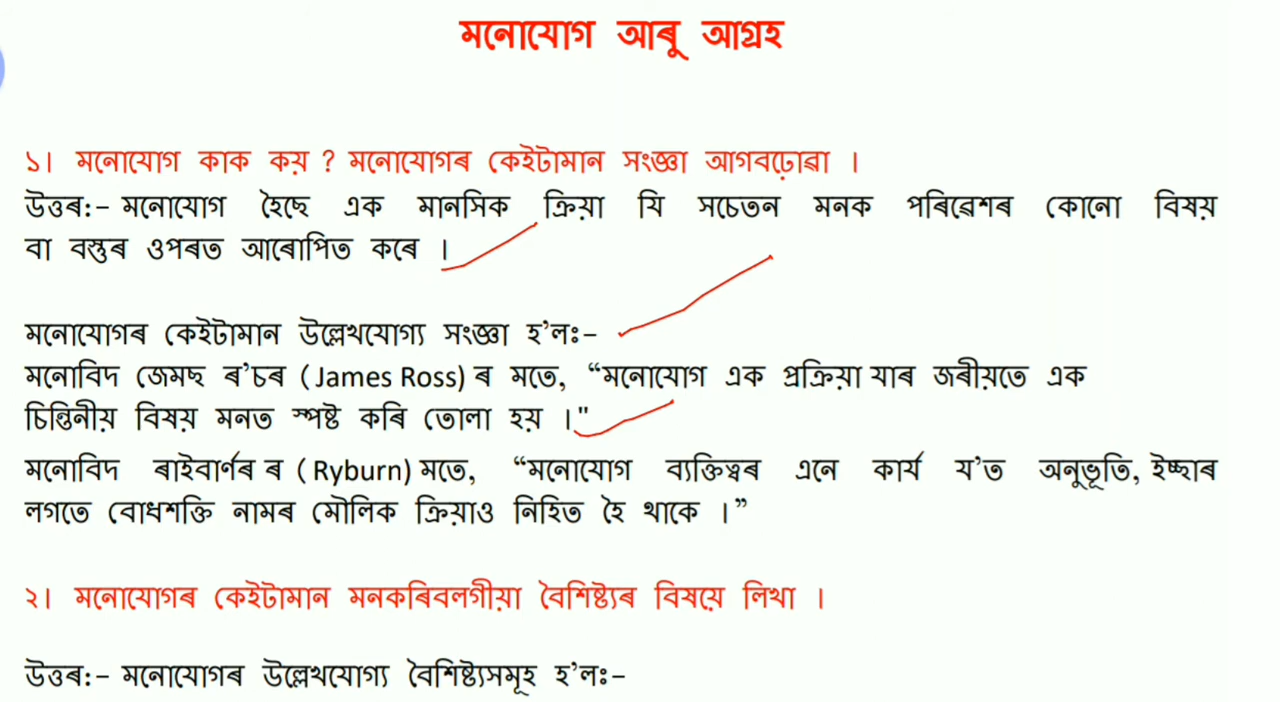 মনোযোগ আৰু আগ্ৰহ
১। মনোযোগ কাক কয় ? মনোযোগৰ কেইটামান সংজ্ঞা আগবঢ়োৱা ।
উত্তৰ:- মনোযোগ হৈছে এক মানসিক ক্ৰিয়া যি সচেতন মনক পৰিৱেশৰ কোনো বিষয়
বা বস্তুৰ ওপৰত আৰোপিত কৰে ।
মনোযোগৰ কেইটামান উল্লেখযোগ্য সংজ্ঞা হ’লঃ-
মনোবিদ জেমছ ৰ’চৰ (James Ross) ৰ মতে, “মনোযোগ এক প্ৰক্ৰিয়া যাৰ জৰীয়তে এক
চিন্তিনীয় বিষয় মনত স্পষ্ট কৰি তোলা হয় ।"
মনোবিদ ৰাইবাৰ্ণৰ ৰ (Ryburn) মতে, “মনোযোগ ব্যক্তিত্বৰ এনে কাৰ্য য’ত অনুভূতি, ইচ্ছাৰ
লগতে বোধশক্তি নামৰ মৌলিক ক্ৰিয়াও নিহিত হৈ থাকে ।”
২। মনোযোগৰ কেইটামান মনকৰিবলগীয়া বৈশিষ্ট্যৰ বিষয়ে লিখা ।
উত্তৰ:- মনোযোগৰ উল্লেখযোগ্য বৈশিষ্ট্যসমূহ হ’লঃ-